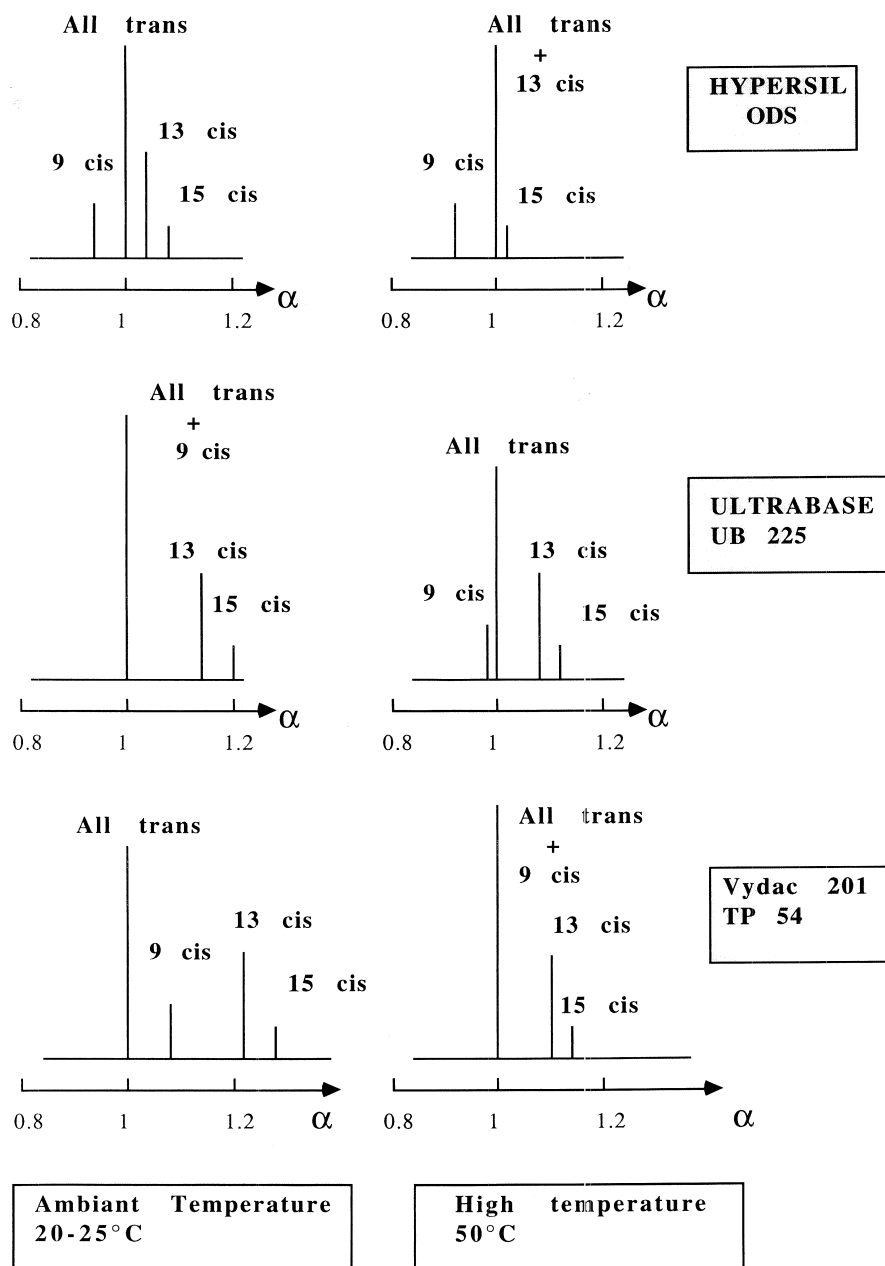 All trans
13 cis
9 cis
15 cis
0.8
1
1.2
α
All trans
+
13 cis
9 cis
15 cis
0.8
1
1.2
α
HYPERSIL
ODS
All trans
+
9 cis
13 cis
15 cis
0.8
1
1.2
α
All trans
13 cis
9 cis
15 cis
0.8
1
1.2
α
ULTRABASE
UB 225
All trans
13 cis
9 cis
15 cis
0.8
1
1.2
α
All trans
+
9 cis
13 cis
15 cis
0.8
1
1.2
α
Vydac 201
TP 54
Ambiant Temperature
20-25°C
High temperature
50°C